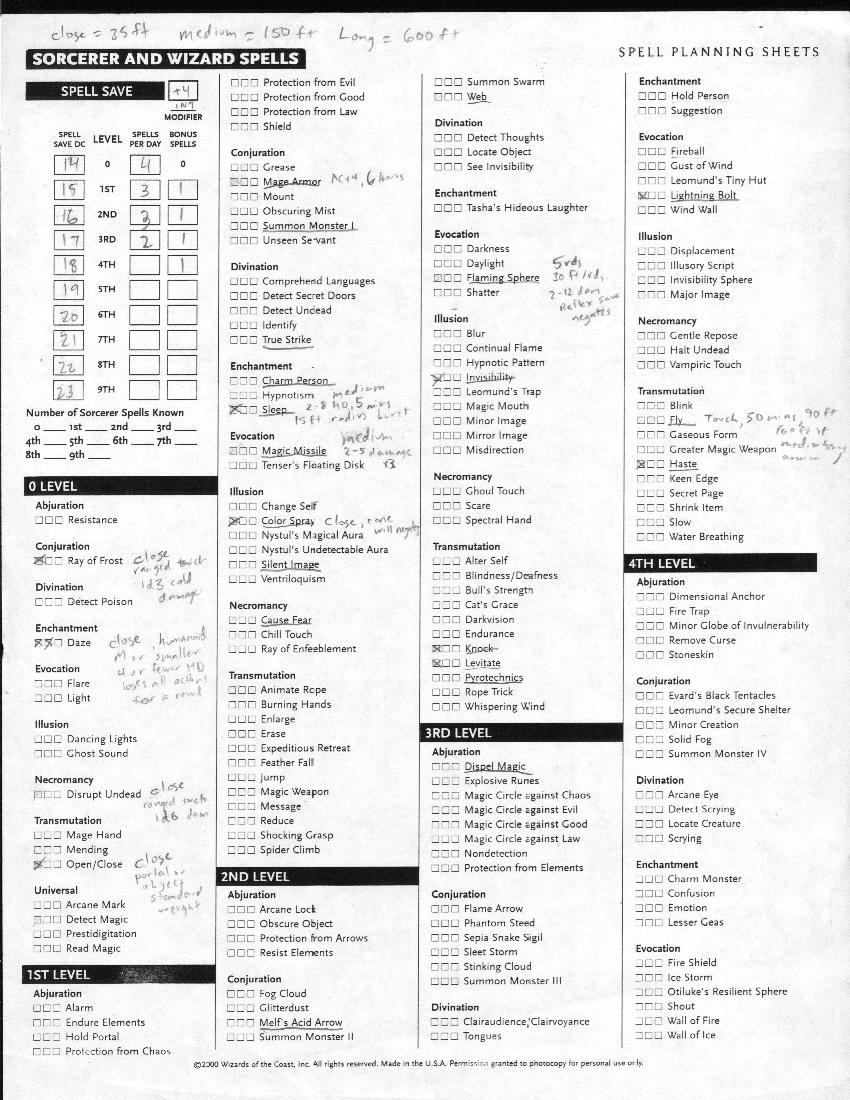 close = 35ft medium = 150 ft Long = 600 ft
SORCERER AND WIZARD SPELLS
SPELL PLANNING SHEETS
SPELL SAVE
+4
INT
MODIFIER
SPELL SAVE DC LEVEL SPELLS PER DAY BONUS SPELLS
14 0 4 0
15 1ST 3 1
16 2ND 3 1
17 3RD 2 1
18 4TH 1
19 5TH
20 6TH
21 7TH
22 8TH
23 9TH
Number of Sorcerer Spells Known
0 ____ 1st ____ 2nd ____ 3rd ____
4th ____ 5th ____ 6th ____ 7th ____
8th ____ 9th ____
0 LEVEL
Abjuration
Resistance
Conjuration
Ray of Frost close
ranged touch
1d3 cold
damage
Divination
Detect Poison
Enchantment
Daze close, humanoid
M or smaller
4 or fewer HD
loses all actions
for a round
Evocation
Flare
Light
Illusion
Dancing Lights
Ghost Sound
Necromancy
Disrupt Undead close
ranged touch
1d6 dam
Transmutation
Mage Hand
Mending
Open/Close close
portal or
object
standard
weight
Universal
Arcane Mark
Detect Magic
Prestidigitation
Read Magic
1ST LEVEL
Abjuration
Alarm
Endure Elements
Hold Portal
Protection from Chaos
Protection from Evil
Protection from Good
Protection from Law
Shield
Conjuration
Grease
Mage Armor AC+4, 6 hours
Mount
Obscuring Mist
Summon Monster I
Unseen Servant
Divination
Comprehend Languages
Detect Secret Doors
Detect Undead
Identify
True Strike
Enchantment
Charm Person
Hypnotism medium
Sleep 2-8 HD, 5 mins
15 ft radius burst
Evocation medium
Magic Missile 2-5 damage
Tenser's Floating Disk x3
Illusion
Change Self
Color Spray close, cone
will negates
Nystul's Magical Aura
Nystul's Undetectable Aura
Silent Image
Ventriloquism
Necromancy
Cause Fear
Chill Touch
Ray of Enfeeblement
Transmutation
Animate Rope
Burning Hands
Enlarge
Erase
Expeditious Retreat
Feather Fall
Jump
Magic Weapon
Message
Reduce
Shocking Grasp
Spider Climb
2ND LEVEL
Abjuration
Arcane Lock
Obscure Object
Protection from Arrows
Resist Elements
Conjuration
Fog Cloud
Glitterdust
Melf's Acid Arrow
Summon Monster II
Summon Swarm
Web
Divination
Detect Thoughts
Locate Object
See Invisibility
Enchantment
Tasha's Hideous Laughter
Evocation
Darkness
Daylight 5 rds
Flaming Sphere 30 ft/rd,
Shatter 2-12 dam
Reflex save
negates
Illusion
Blur
Continual Flame
Hypnotic Pattern
Invisibility
Leomund's Trap
Magic Mouth
Minor Image
Mirror Image
Misdirection
Necromancy
Ghoul Touch
Scare
Spectral Hand
Transmutation
Alter Self
Blindness/Deafness
Bull's Strength
Cat's Grace
Darkvision
Endurance
Knock
Levitate
Pyrotechnics
Rope Trick
Whispering Wind
3RD LEVEL
Abjuration
Dispel Magic
Explosive Runes
Magic Circle against Chaos
Magic Circle against Evil
Magic Circle against Good
Magic Circle against Law
Nondetection
Protection from Elements
Conjuration
Flame Arrow
Phantom Steed
Sepia Snake Sigil
Sleet Storm
Stinking Cloud
Summon Monster III
Divination
Clairaudience/Clairvoyance
Tongues
Enchantment
Hold Person
Suggestion
Evocation
Fireball
Gust of Wind
Leomund's Tiny Hut
Lightning Bolt
Wind Wall
Illusion
Displacement
Illusory Script
Invisibility Sphere
Major Image
Necromancy
Gentle Repose
Halt Undead
Vampiric Touch
Transmutation
Blink
Fly Touch, 50 mins, 90 ft
Gaseous Form (60 ft if
Greater Magic Weapon med or heavy
armor)
Haste
Keen Edge
Secret Page
Shrink Item
Slow
Water Breathing
4TH LEVEL
Abjuration
Dimensional Anchor
Fire Trap
Minor Globe of Invulnerability
Remove Curse
Stoneskin
Conjuration
Evard's Black Tentacles
Leomund's Secure Shelter
Minor Creation
Solid Fog
Summon Monster IV
Divination
Arcane Eye
Detect Scrying
Locate Creature
Scrying
Enchantment
Charm Monster
Confusion
Emotion
Lesser Geas
Evocation
Fire Shield
Ice Storm
Otiluke's Resilient Sphere
Shout
Wall of Fire
Wall of Ice
©2000 Wizards of the Coast, Inc. All rights reserved. Made in the U.S.A. Permission granted to photocopy for personal use only.